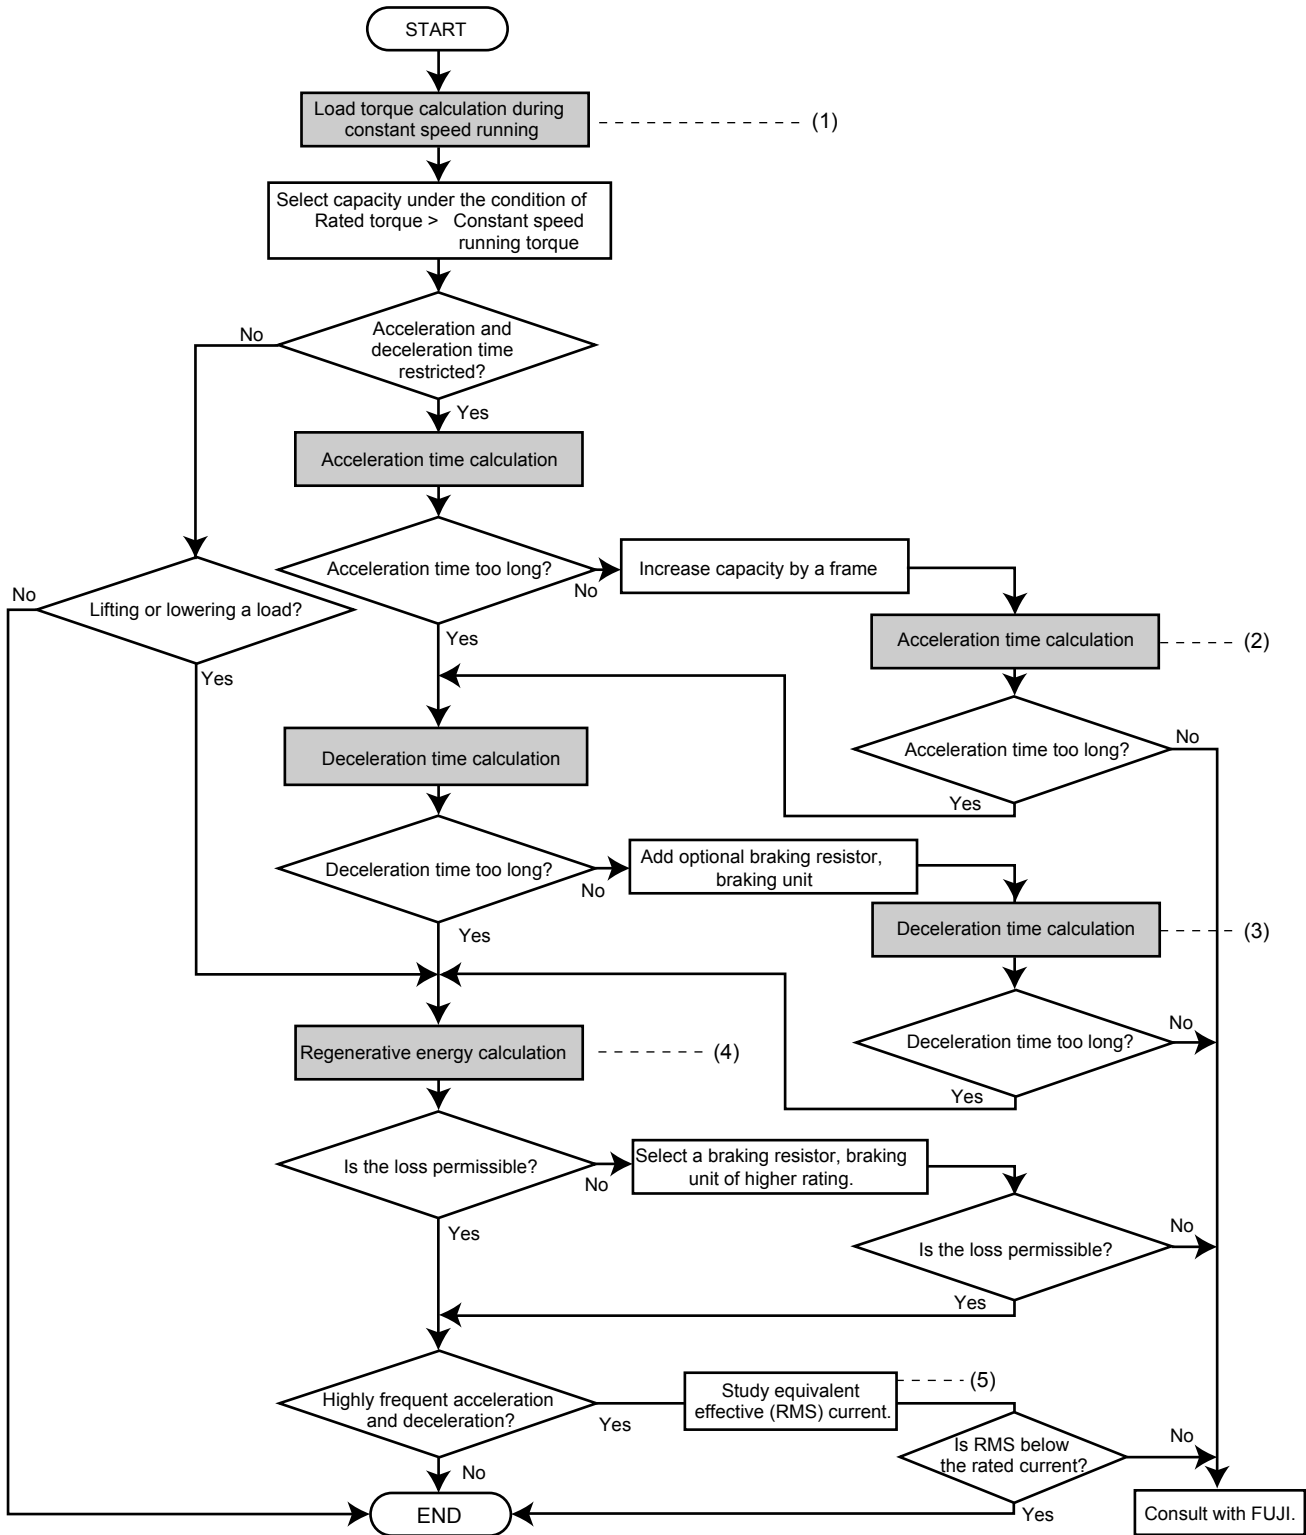 START
Load torque calculation during
constant speed running
(1)
Select capacity under the condition of
Rated torque > Constant speed
running torque
No
Acceleration and
deceleration time
restricted?
Yes
Acceleration time calculation
Acceleration time too long?
No
Increase capacity by a frame
No
Lifting or lowering a load?
Yes
Yes
Acceleration time calculation
(2)
Acceleration time too long?
No
Yes
Deceleration time calculation
Deceleration time too long?
No
Add optional braking resistor,
braking unit
Yes
Deceleration time calculation
(3)
Deceleration time too long?
No
Yes
Regenerative energy calculation
(4)
Is the loss permissible?
No
Select a braking resistor, braking
unit of higher rating.
Yes
Is the loss permissible?
No
Yes
Highly frequent acceleration
and deceleration?
Yes
Study equivalent
effective (RMS) current.
(5)
Is RMS below
the rated current?
No
Yes
No
END
Consult with FUJI.